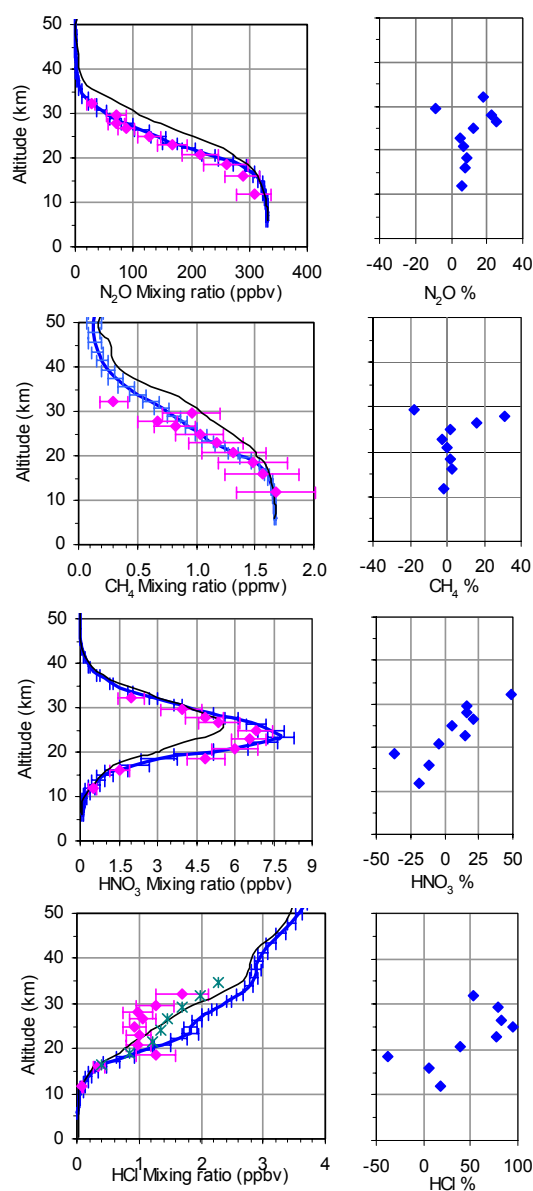 50
40
30
20
10
0
Altitude (km)
0 100 200 300 400
N2O Mixing ratio (ppbv)
-40 -20 0 20 40
N2O %
50
40
30
20
10
0
Altitude (km)
0.0 0.4 0.8 1.2 1.6 2.0
CH4 Mixing ratio (ppmv)
-40 -20 0 20 40
CH4 %
50
40
30
20
10
0
Altitude (km)
0 1.5 3 4.5 6 7.5 9
HNO3 Mixing ratio (ppbv)
-50 -25 0 25 50
HNO3 %
50
40
30
20
10
0
Altitude (km)
0 1 2 3 4
HCl Mixing ratio (ppbv)
-50 0 50 100
HCl %